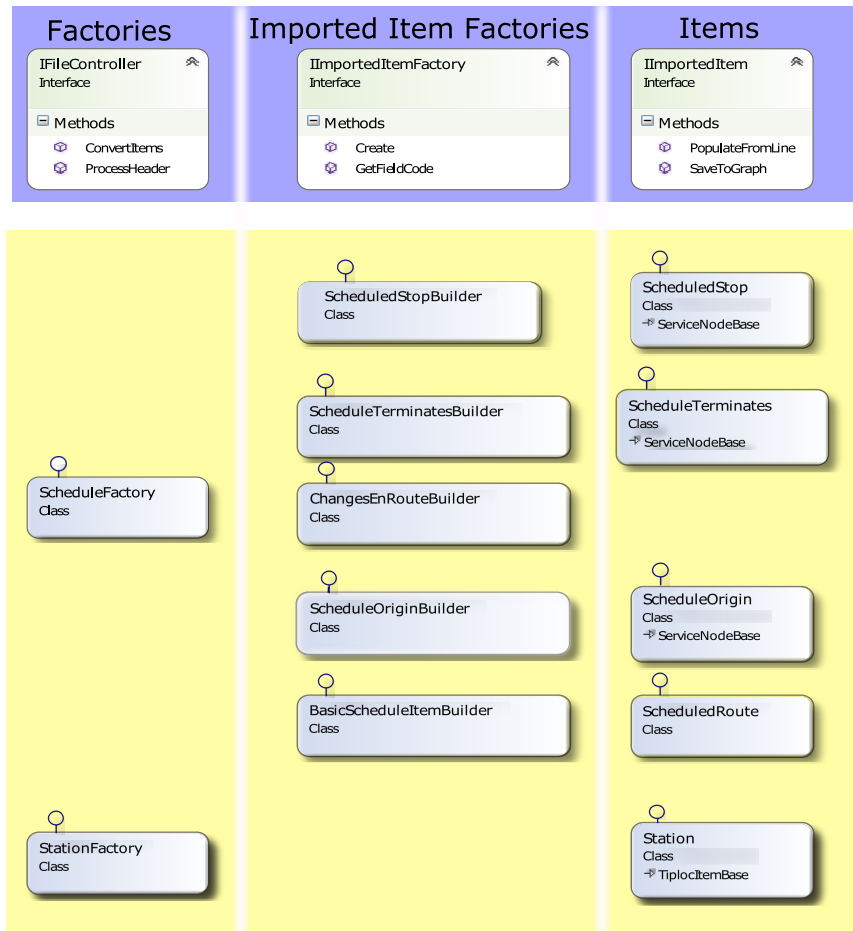 Factories
IFileController
Interface
Methods
ConvertItems
ProcessHeader
ScheduleFactory
Class
StationFactory
Class
Imported Item Factories
IImportedItemFactory
Interface
Methods
Create
GetFieldCode
ScheduledStopBuilder
Class
ScheduleTerminatesBuilder
Class
ChangesEnRouteBuilder
Class
ScheduleOriginBuilder
Class
BasicScheduleItemBuilder
Class
Items
IImportedItem
Interface
Methods
PopulateFromLine
SaveToGraph
ScheduledStop
Class
ServiceNodeBase
ScheduleTerminates
Class
ServiceNodeBase
ScheduleOrigin
Class
ServiceNodeBase
ScheduledRoute
Class
Station
Class
TiplocItemBase